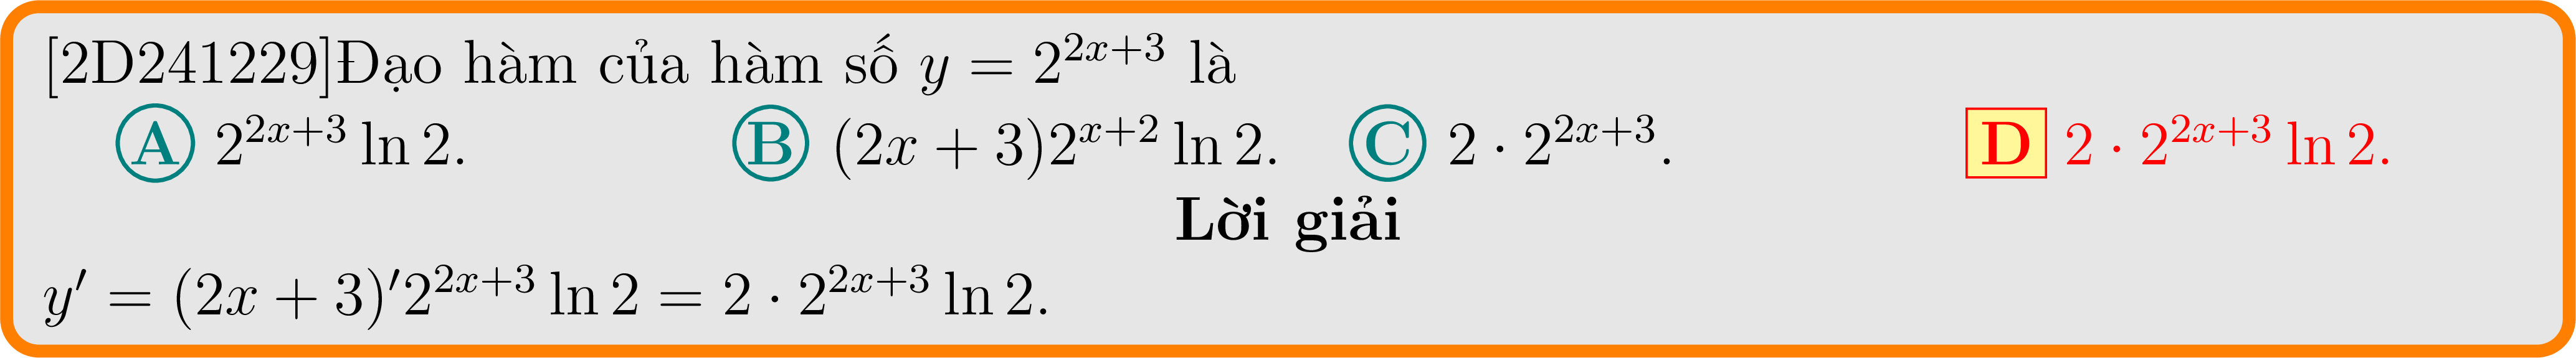 [2D241229]Đạo hàm của hàm số $y = 2^{2x+3}$ là
A $2^{2x+3} \ln 2$. B $(2x + 3)2^{x+2} \ln 2$. C $2 \cdot 2^{2x+3}$. D $2 \cdot 2^{2x+3} \ln 2$.
Lời giải
$y' = (2x + 3)'2^{2x+3} \ln 2 = 2 \cdot 2^{2x+3} \ln 2$.